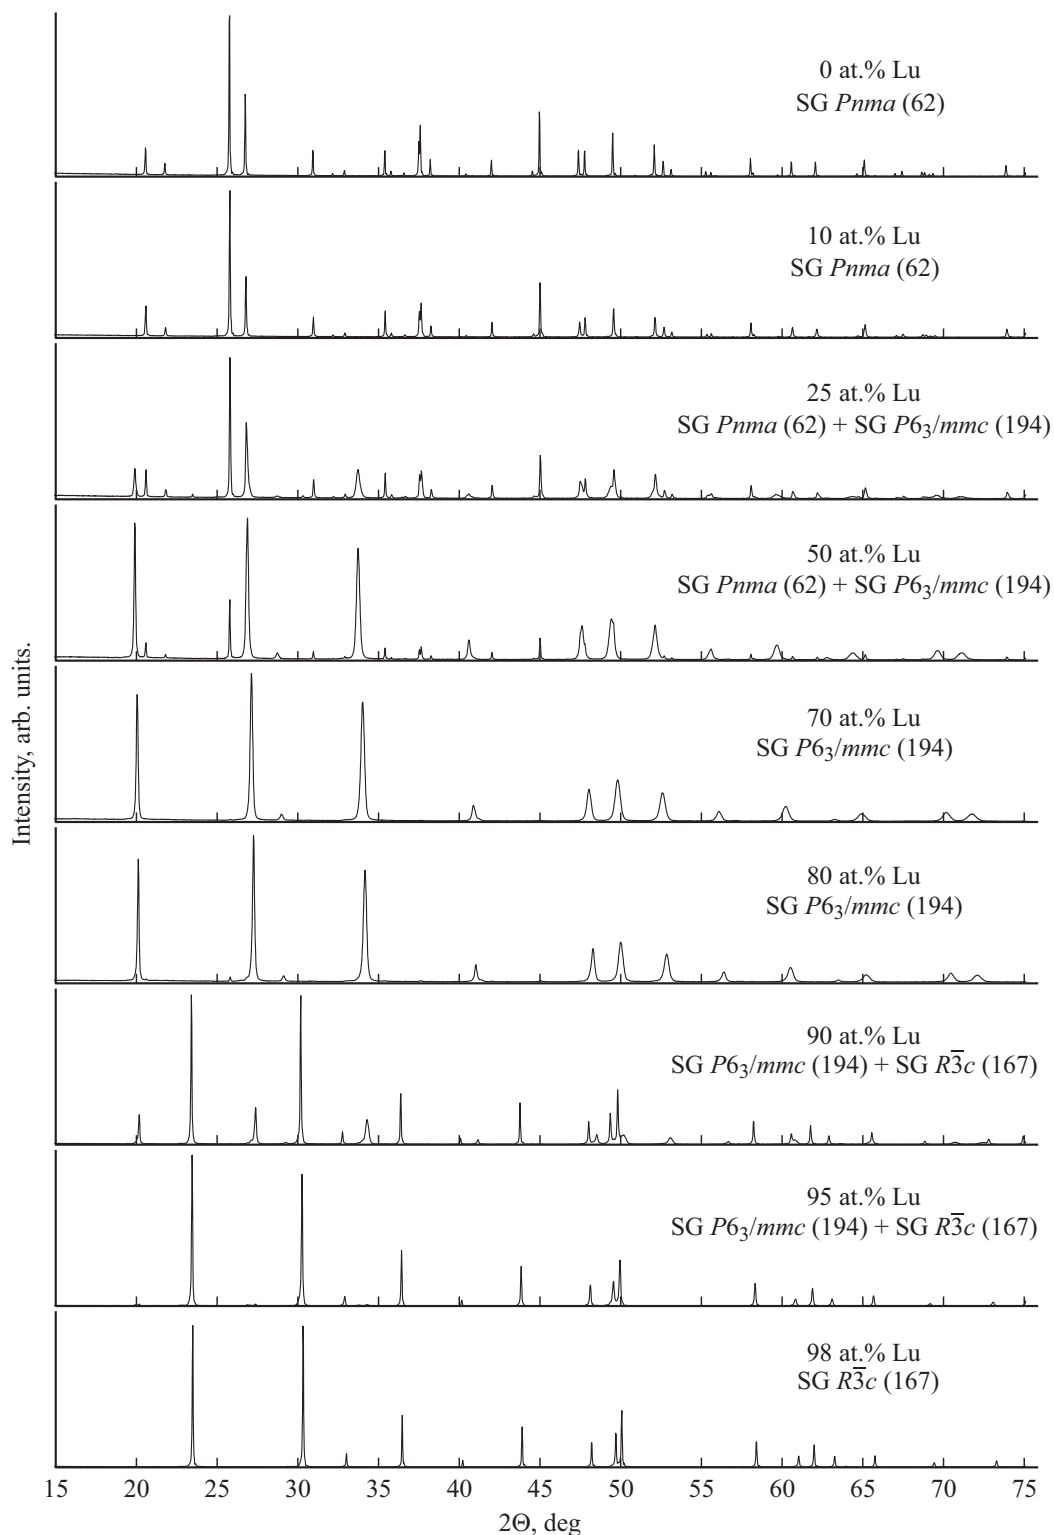 0 at.% Lu
SG Pnma (62)
10 at.% Lu
SG Pnma (62)
25 at.% Lu
SG Pnma (62) + SG P6₃/mmc (194)
50 at.% Lu
SG Pnma (62) + SG P6₃/mmc (194)
70 at.% Lu
SG P6₃/mmc (194)
80 at.% Lu
SG P6₃/mmc (194)
90 at.% Lu
SG P6₃/mmc (194) + SG R3̅c (167)
95 at.% Lu
SG P6₃/mmc (194) + SG R3̅c (167)
98 at.% Lu
SG R3̅c (167)
Intensity, arb. units.
15 20 25 30 35 40 45 50 55 60 65 70 75
2Θ, deg